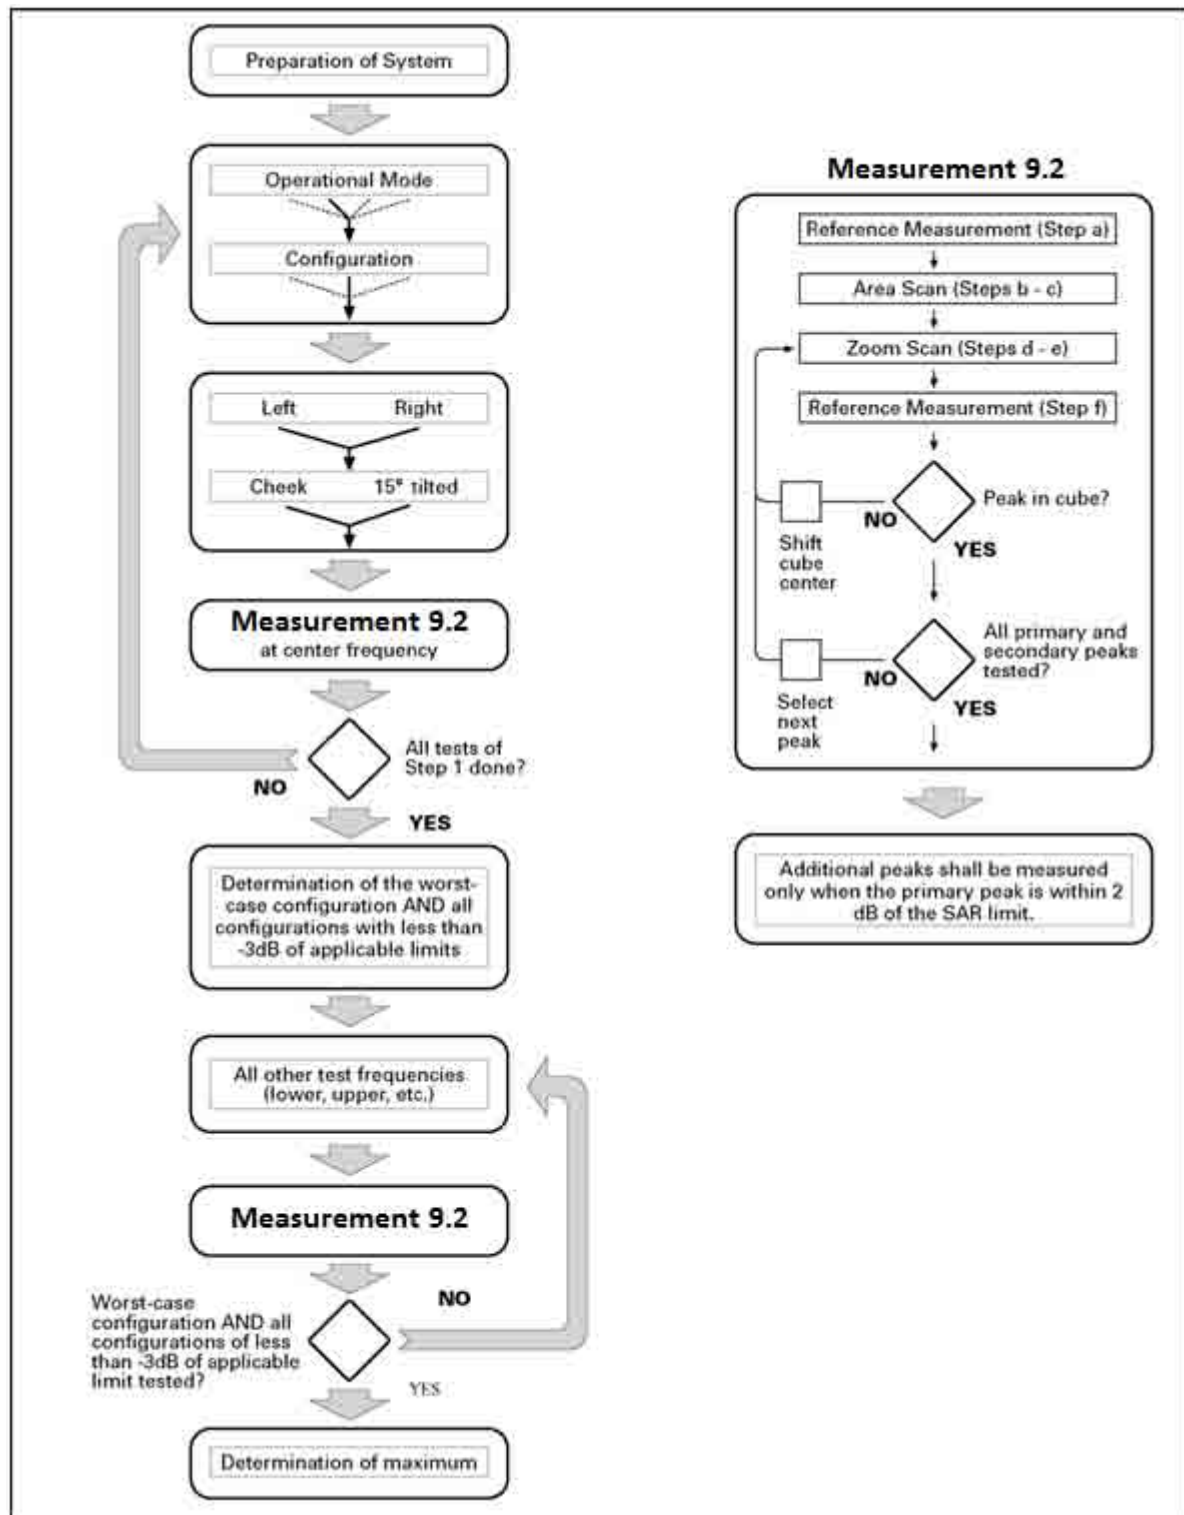 Preparation of System
Operational Mode
Configuration
Left Right
Cheek 15° tilted
Measurement 9.2
at center frequency
All tests of
Step 1 done?
NO
YES
Determination of the worst-
case configuration AND all
configurations with less than
-3dB of applicable limits
All other test frequencies
(lower, upper, etc.)
Measurement 9.2
NO
Worst-case
configuration AND all
configurations of less
than -3dB of applicable
limit tested?
YES
Determination of maximum
Measurement 9.2
Reference Measurement (Step a)
Area Scan (Steps b - c)
Zoom Scan (Steps d - e)
Reference Measurement (Step f)
Peak in cube?
NO
Shift
cube
center
YES
All primary and
secondary peaks
tested?
NO
Select
next
peak
YES
Additional peaks shall be measured
only when the primary peak is within 2
dB of the SAR limit.